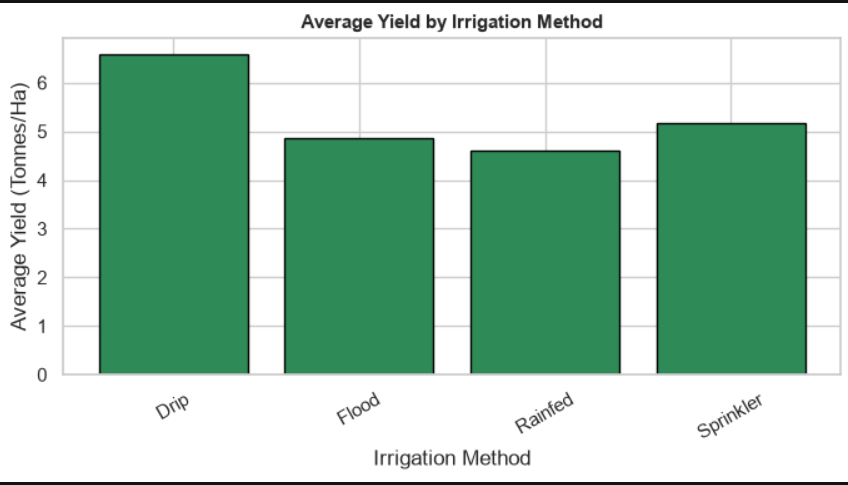 Average Yield by Irrigation Method
Average Yield (Tonnes/Ha)
6
5
4
3
2
1
0
Drip
Flood
Rainfed
Sprinkler
Irrigation Method